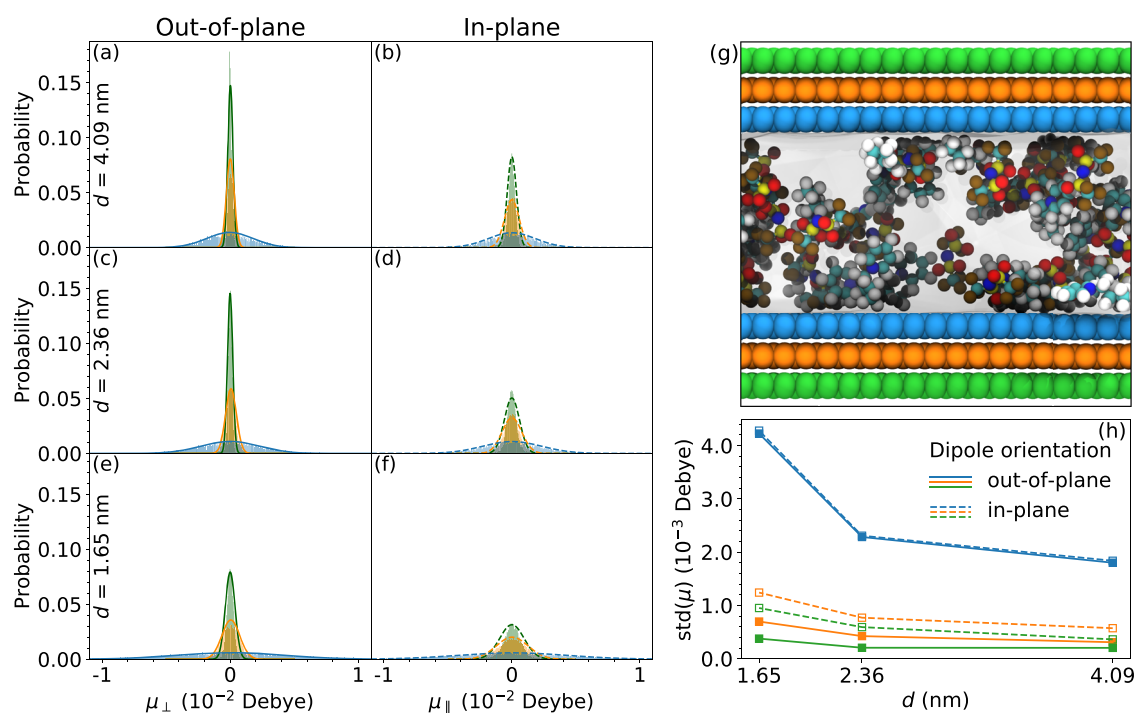 Out-of-plane
In-plane
(a)
(b)
0.15
0.10
0.05
0.00
Probability
d = 4.09 nm
(c)
(d)
0.15
0.10
0.05
0.00
Probability
d = 2.36 nm
(e)
(f)
0.15
0.10
0.05
0.00
Probability
d = 1.65 nm
-1 0 1
-1 0 1
μ⊥ (10⁻² Debye)
μ∥ (10⁻² Deybe)
(g)
(h)
4.0
3.0
2.0
1.0
0.0
std(μ) (10⁻³ Debye)
Dipole orientation
out-of-plane
in-plane
1.65 2.36 4.09
d (nm)